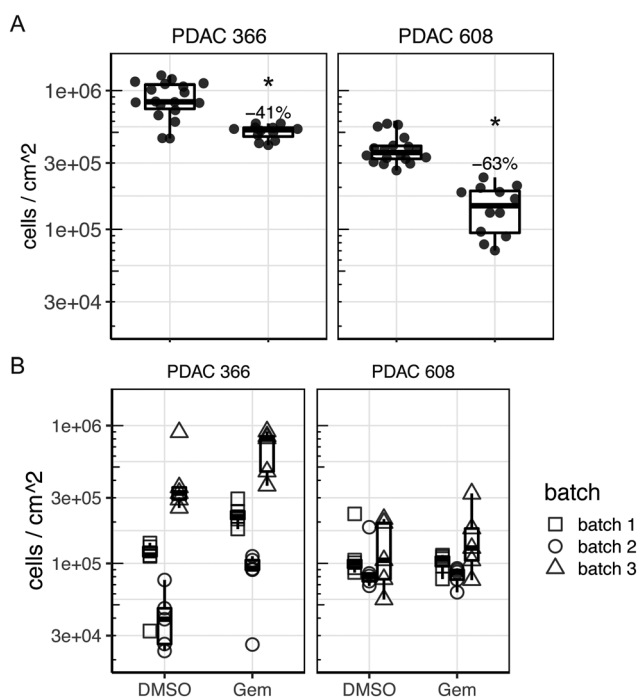 A
PDAC 366 PDAC 608
cells / cm^2
1e+06
3e+05
1e+05
3e+04
*
−41%
*
−63%
B
PDAC 366 PDAC 608
cells / cm^2
1e+06
3e+05
1e+05
3e+04
DMSO Gem DMSO Gem
batch
batch 1
batch 2
batch 3